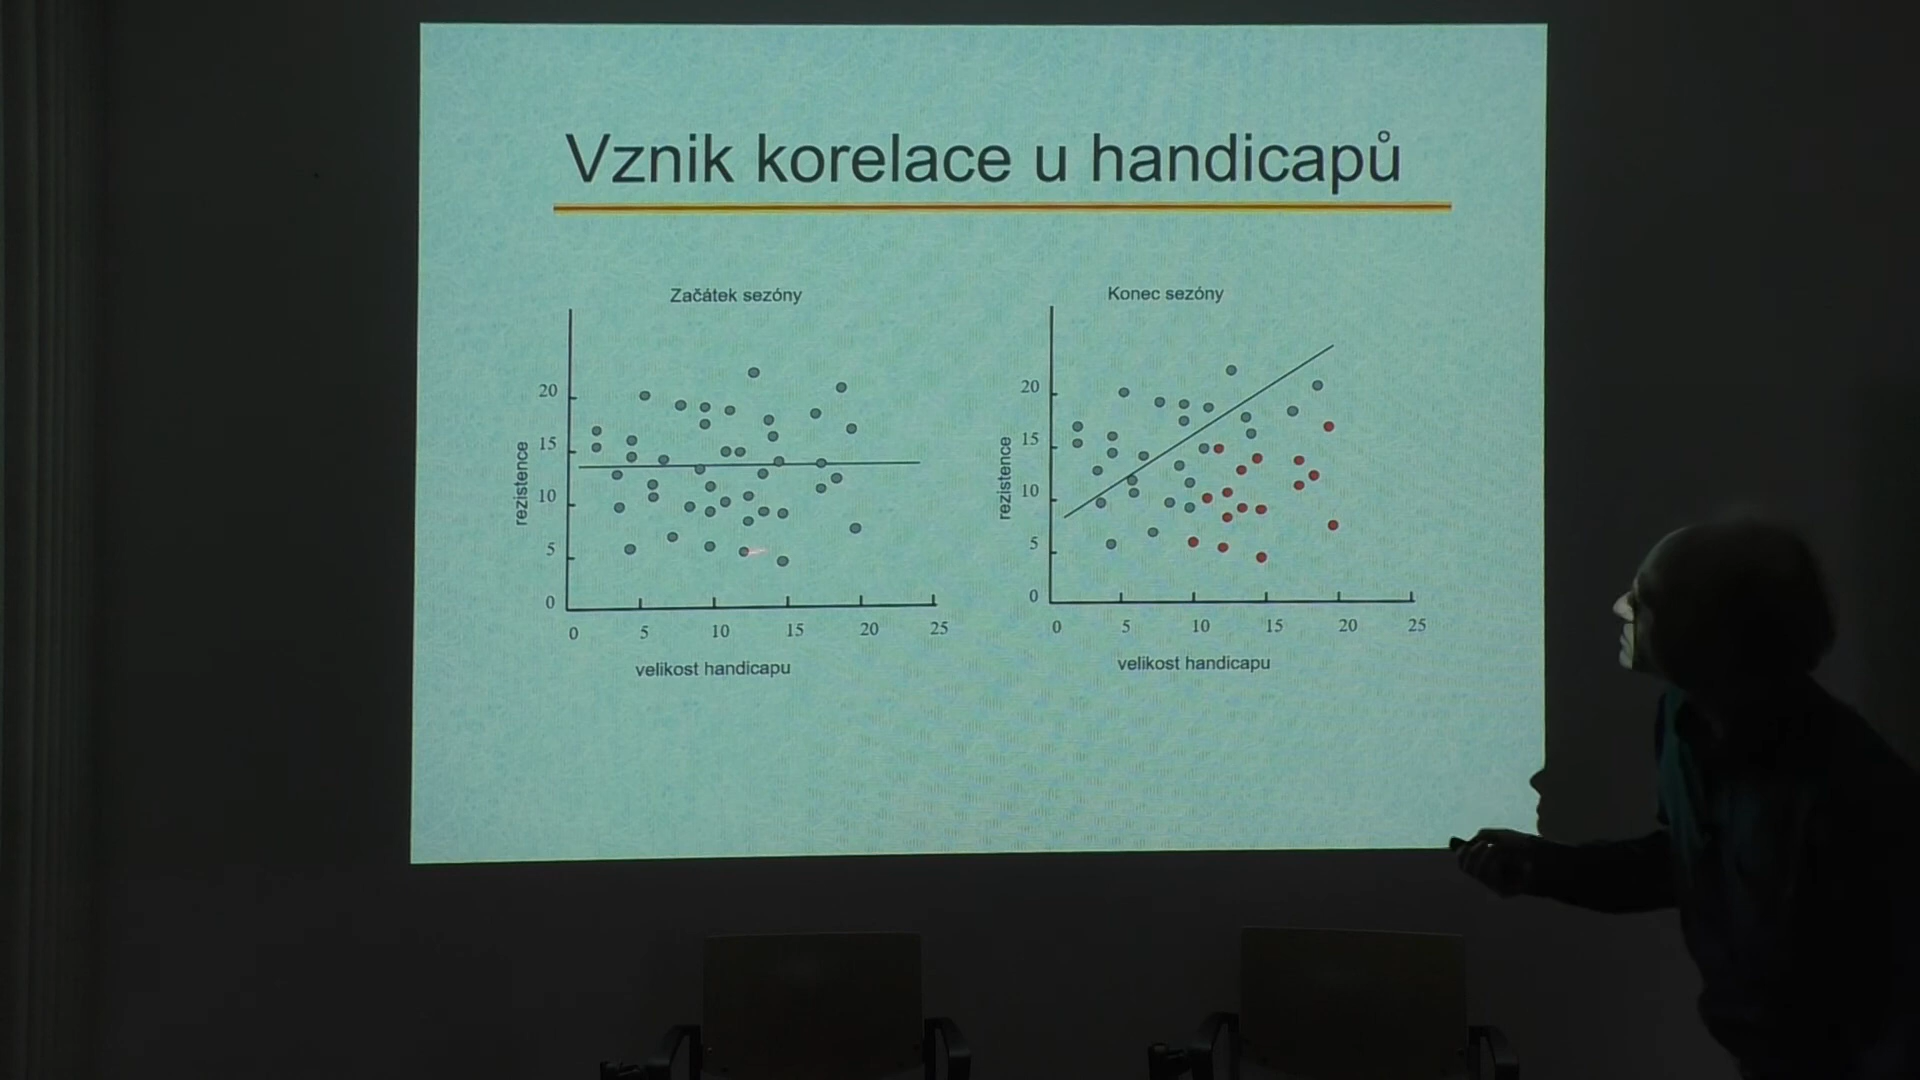 Vznik korelace u handicapů
Začátek sezóny
rezistence
20
15
10
5
0
0 5 10 15 20 25
velikost handicapu
Konec sezóny
rezistence
20
15
10
5
0
0 5 10 15 20 25
velikost handicapu